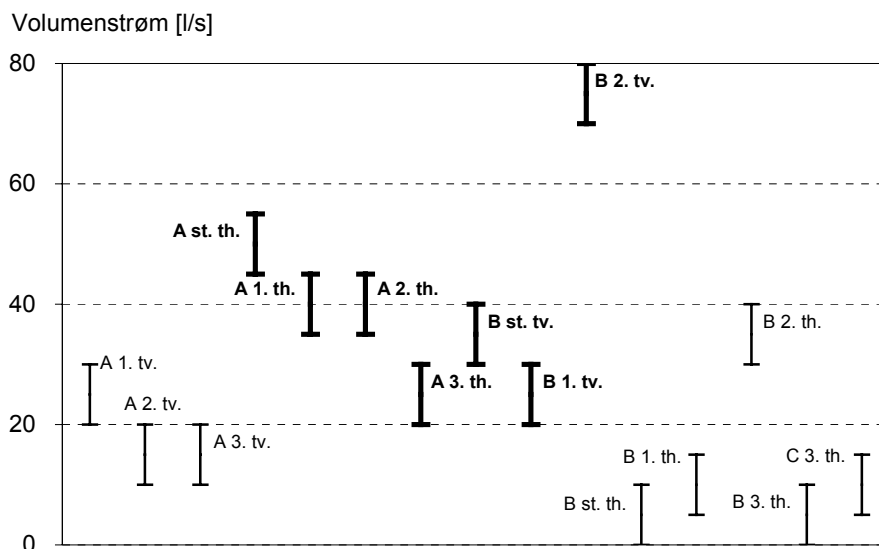 Volumenstrøm [l/s]
80
B 2. tv.
60
A st. th.
A 1. th.
A 2. th.
40
B st. tv.
B 2. th.
A 1. tv.
A 3. th.
B 1. tv.
A 2. tv.
20
A 3. tv.
B 1. th.
C 3. th.
B st. th.
B 3. th.
0